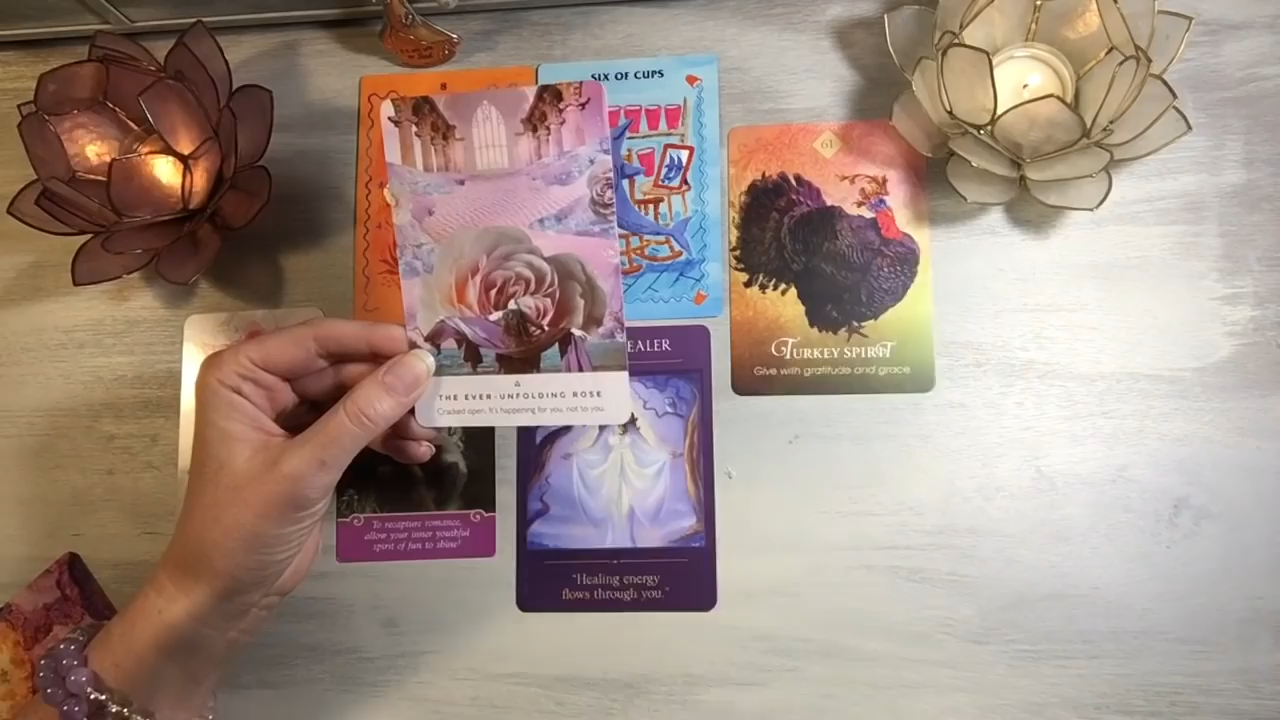 8
SIX OF CUPS
61
TURKEY SPIRIT
Give with gratitude and grace
EALER
THE EVER-UNFOLDING ROSE
Cracked open. It's happening for you, not to you.
To recapture romance,
allow your inner youthful
spirit of fun to shine!
"Healing energy
flows through you."